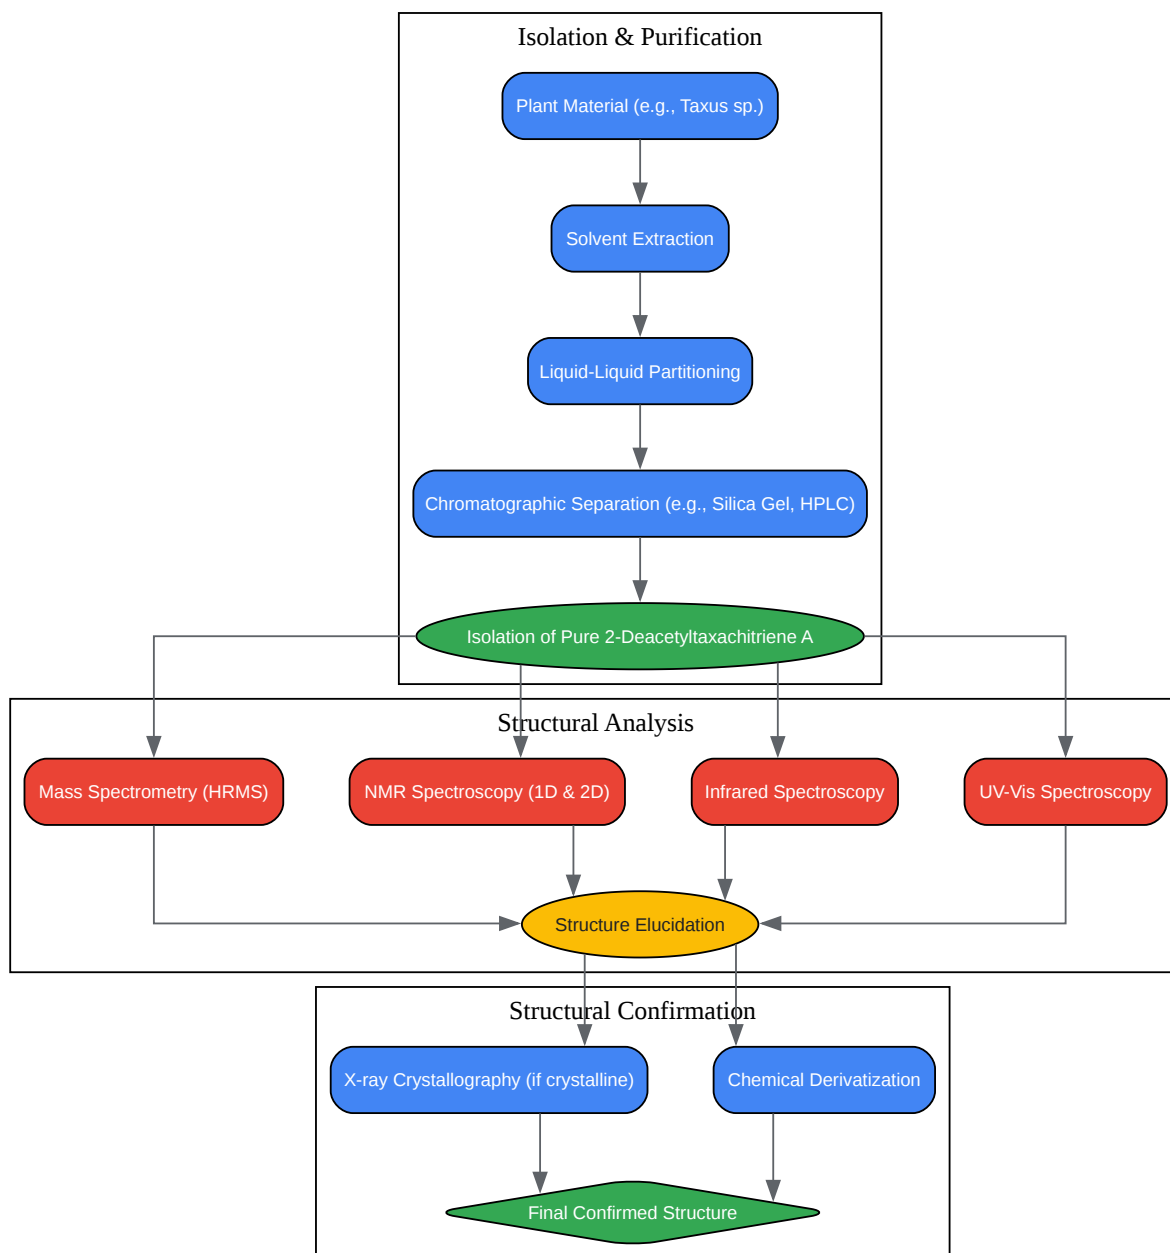 Isolation & Purification
Plant Material (e.g., Taxus sp.)
Solvent Extraction
Liquid-Liquid Partitioning
Chromatographic Separation (e.g., Silica Gel, HPLC)
Isolation of Pure 2-Deacetyltaxachitriene A
Structural Analysis
Mass Spectrometry (HRMS)
NMR Spectroscopy (1D & 2D)
Infrared Spectroscopy
UV-Vis Spectroscopy
Structure Elucidation
Structural Confirmation
X-ray Crystallography (if crystalline)
Chemical Derivatization
Final Confirmed Structure